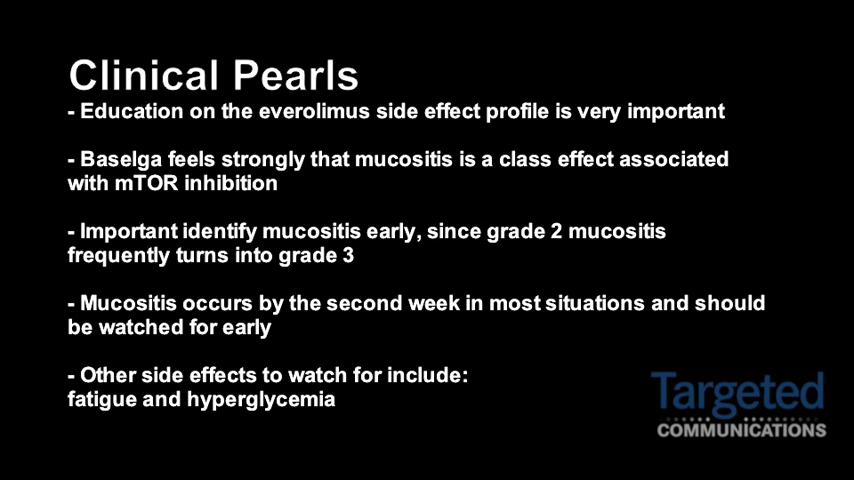 Clinical Pearls
- Education on the everolimus side effect profile is very important
- Baselga feels strongly that mucositis is a class effect associated
with mTOR inhibition
- Important identify mucositis early, since grade 2 mucositis
frequently turns into grade 3
- Mucositis occurs by the second week in most situations and should
be watched for early
- Other side effects to watch for include:
fatigue and hyperglycemia
Targeted
COMMUNICATIONS